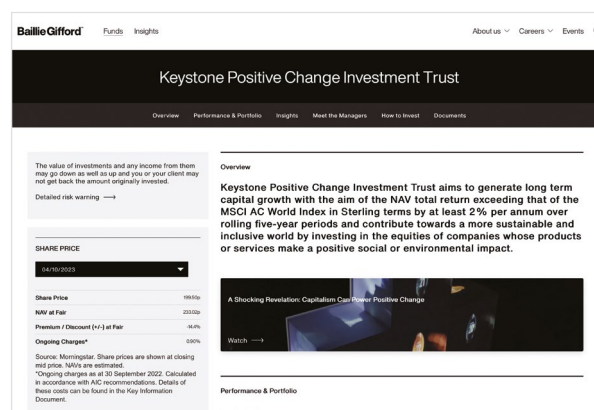 Baillie Gifford
Funds Insights
About us Careers Events
Keystone Positive Change Investment Trust
Overview Performance & Portfolio Insights Meet the Managers How to Invest Documents
The value of investments and any income from them
may go down as well as up and you or your client may
not get back the amount originally invested.
Detailed risk warning
SHARE PRICE
04/10/2023
Share Price 199.50p
NAV at Fair 233.02p
Premium / Discount (+/-) at Fair -14.4%
Ongoing Charges* 0.90%
Source: Morningstar. Share prices are shown at closing
mid price. NAVs are estimated.
*Ongoing charges as at 30 September 2022. Calculated
in accordance with AIC recommendations. Details of
these costs can be found in the Key Information
Document.
Overview
Keystone Positive Change Investment Trust aims to generate long term
capital growth with the aim of the NAV total return exceeding that of the
MSCI AC World Index in Sterling terms by at least 2% per annum over
rolling five-year periods and contribute towards a more sustainable and
inclusive world by investing in the equities of companies whose products
or services make a positive social or environmental impact.
A Shocking Revelation: Capitalism Can Power Positive Change
Watch
Performance & Portfolio